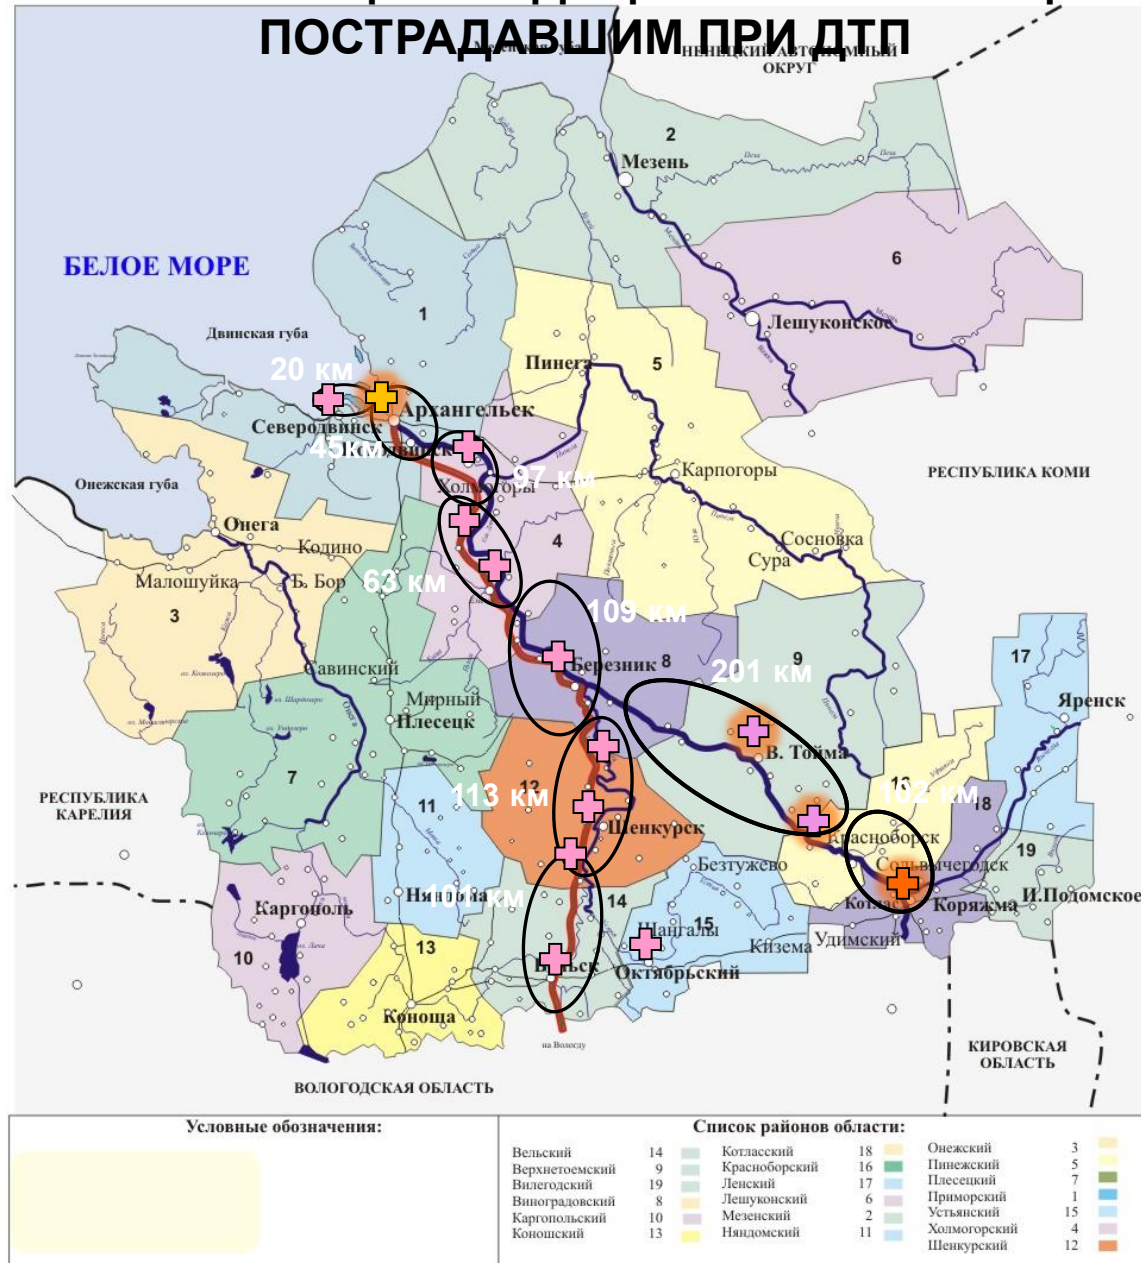 ПОСТРАДАВШИМ ПРИ ДТП
НЕНЕЦКИЙ АВТОНОМНЫЙ
ОКРУГ
2
Мезень
6
БЕЛОЕ МОРЕ
1
Двинская губа
Лешуконское
Пинега
5
20 км
Архангельск
Северодвинск
45км
Холмогоры
97 км
Карпогоры
РЕСПУБЛИКА КОМИ
Онежская губа
Онега
Кодино
4
Сосновка
Сура
Малошуйка
Б. Бор
63 км
109 км
3
Савинский
Березник
8
9
17
201 км
Мирный
Плесецк
Яренск
В. Тойма
7
12
16
102 км
РЕСПУБЛИКА
КАРЕЛИЯ
11
113 км
18
Шенкурск
Красноборск
19
Безтужево
Сольвычегодск
Няндома
101 км
14
Коряжма
И.Подомское
Каргополь
15
Шангалы
Кизема
Удимский
10
13
Вельск
Октябрьский
Коноша
на Вологду
КИРОВСКАЯ
ОБЛАСТЬ
ВОЛОГОДСКАЯ ОБЛАСТЬ
Условные обозначения:
Список районов области:
Вельский 14
Верхнетоемский 9
Вилегодский 19
Виноградовский 8
Каргопольский 10
Коношский 13
Котласский 18
Красноборский 16
Ленский 17
Лешуконский 6
Мезенский 2
Няндомский 11
Онежский 3
Пинежский 5
Плесецкий 7
Приморский 1
Устьянский 15
Холмогорский 4
Шенкурский 12